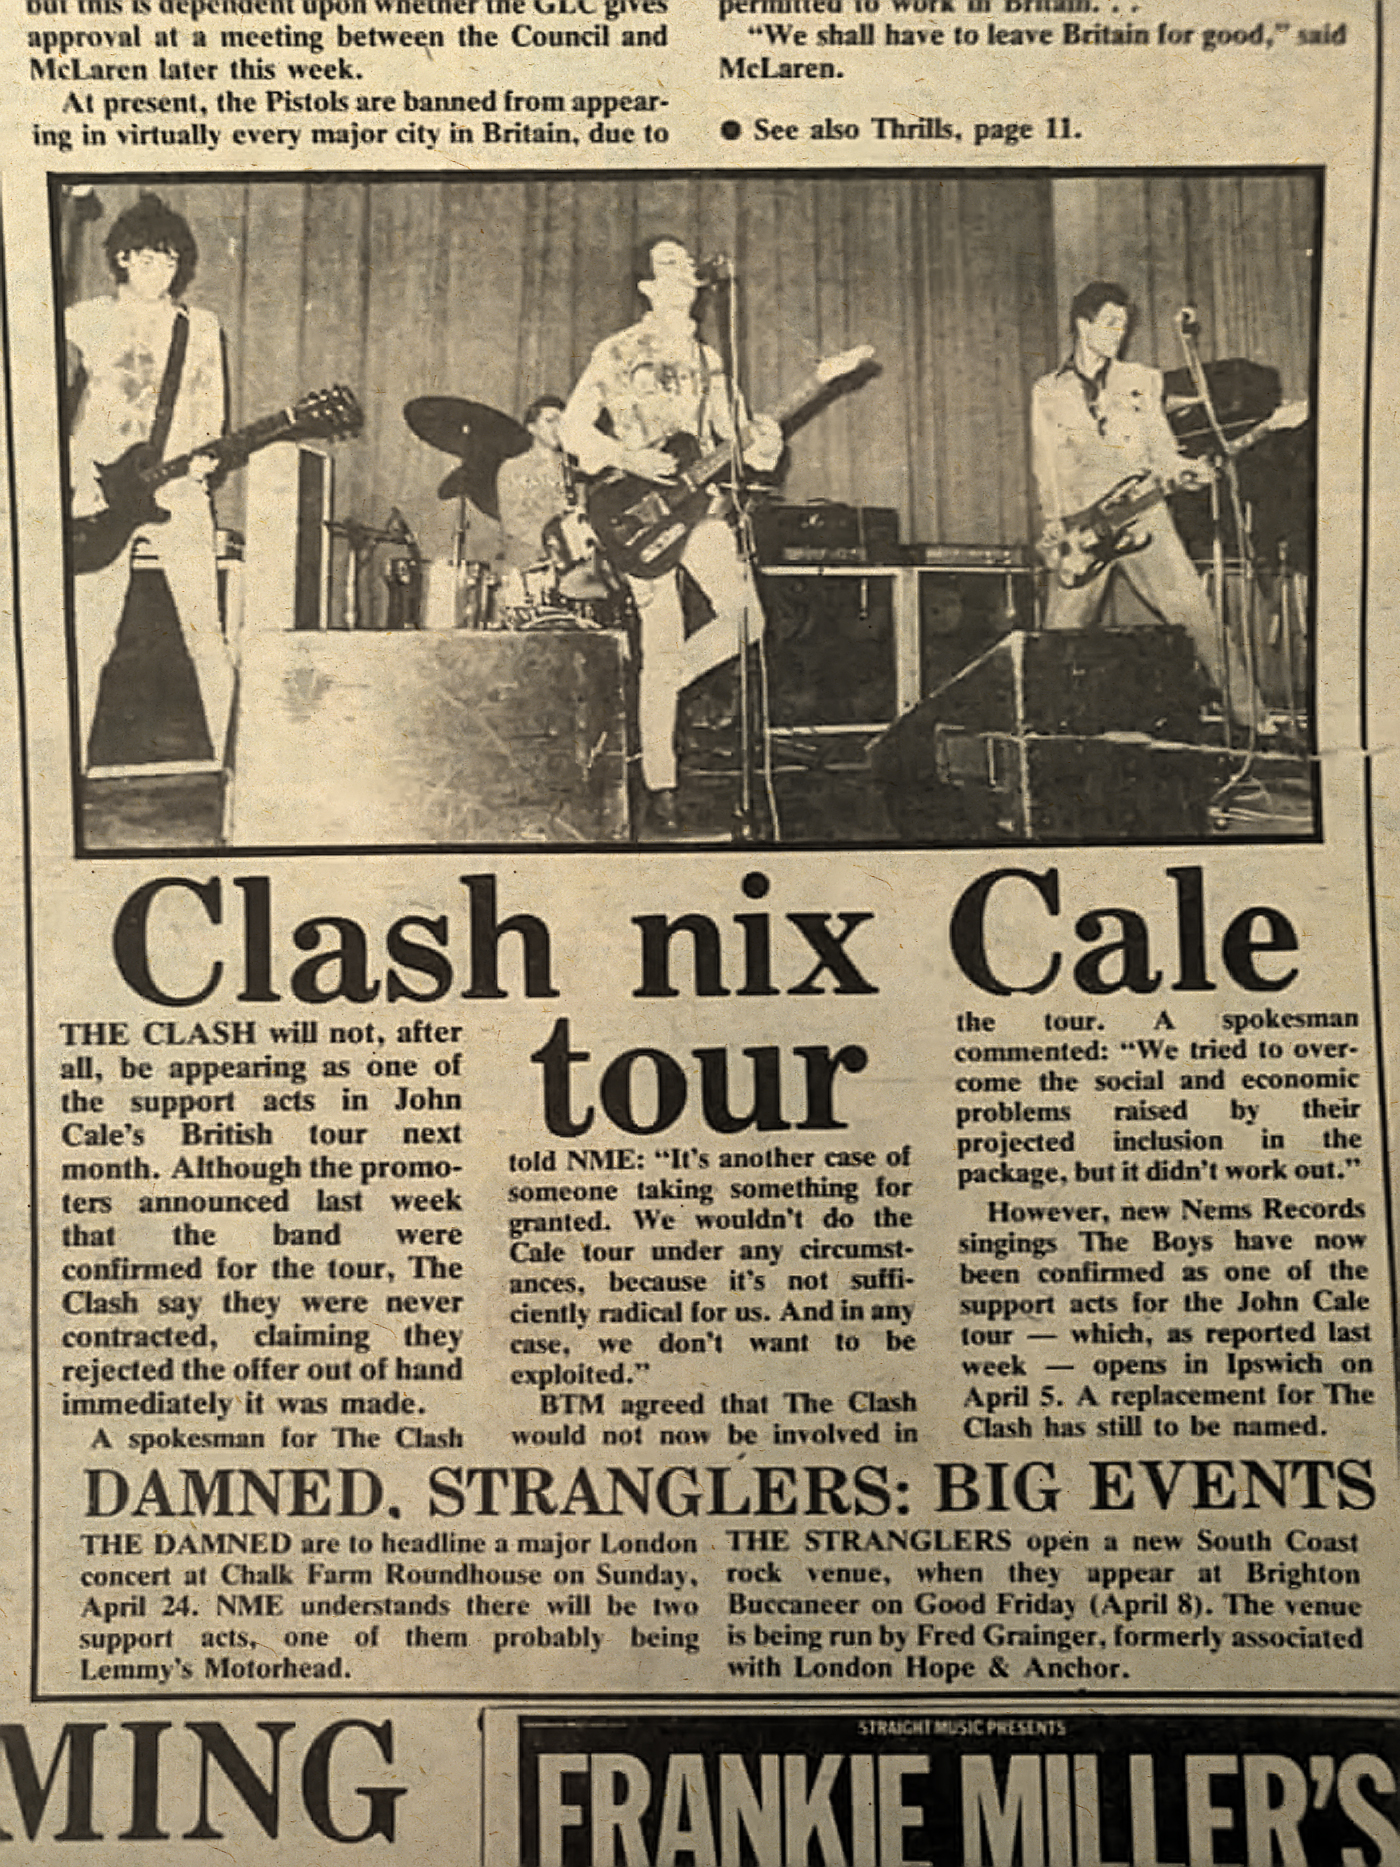 but this is dependent upon whether the GLC gives
approval at a meeting between the Council and
McLaren later this week.
At present, the Pistols are banned from appear-
ing in virtually every major city in Britain, due to
permitted to work in Britain. . .
“We shall have to leave Britain for good,” said
McLaren.
● See also Thrills, page 11.
Clash nix Cale
tour
THE CLASH will not, after
all, be appearing as one of
the support acts in John
Cale's British tour next
month. Although the promo-
ters announced last week
that the band were
confirmed for the tour, The
Clash say they were never
contracted, claiming they
rejected the offer out of hand
immediately it was made.
A spokesman for The Clash
told NME: “It's another case of
someone taking something for
granted. We wouldn't do the
Cale tour under any circumst-
ances, because it's not suffi-
ciently radical for us. And in any
case, we don't want to be
exploited.”
BTM agreed that The Clash
would not now be involved in
the tour. A spokesman
commented: “We tried to over-
come the social and economic
problems raised by their
projected inclusion in the
package, but it didn't work out.”
However, new Nems Records
singings The Boys have now
been confirmed as one of the
support acts for the John Cale
tour — which, as reported last
week — opens in Ipswich on
April 5. A replacement for The
Clash has still to be named.
DAMNED, STRANGLERS: BIG EVENTS
THE DAMNED are to headline a major London
concert at Chalk Farm Roundhouse on Sunday,
April 24. NME understands there will be two
support acts, one of them probably being
Lemmy's Motorhead.
THE STRANGLERS open a new South Coast
rock venue, when they appear at Brighton
Buccaneer on Good Friday (April 8). The venue
is being run by Fred Grainger, formerly associated
with London Hope & Anchor.
MING
STRAIGHT MUSIC PRESENTS
FRANKIE MILLER'S